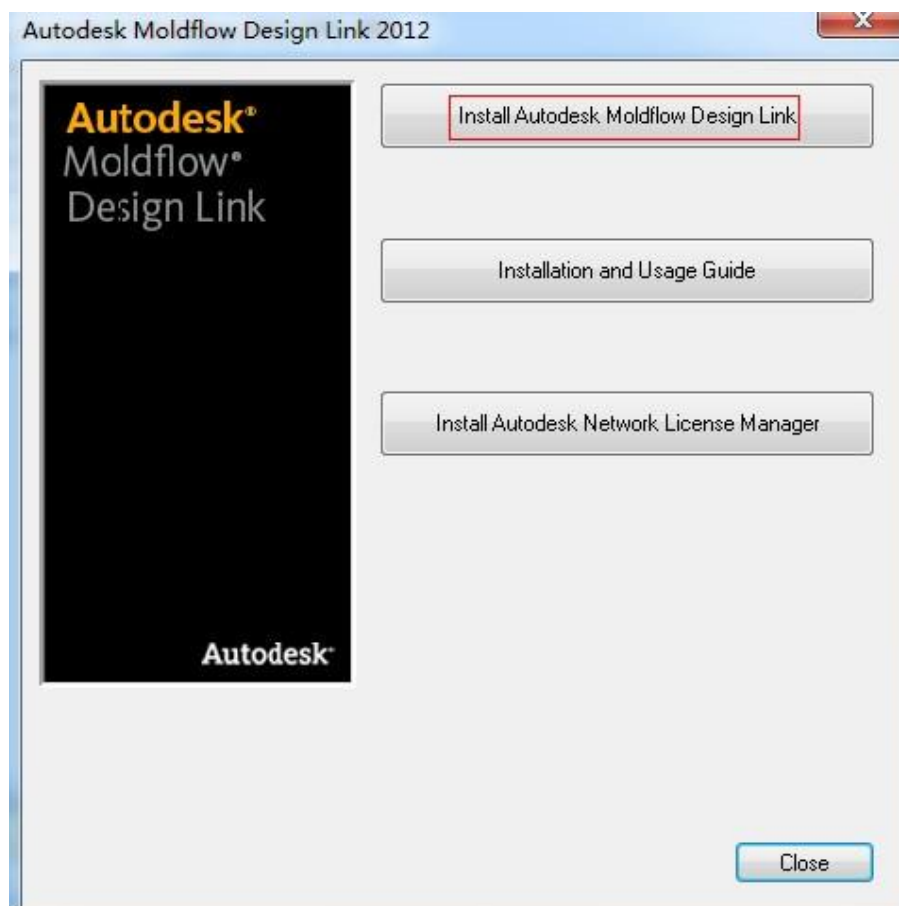 Autodesk Moldflow Design Link 2012
Autodesk®
Moldflow®
Design Link
Autodesk
Install Autodesk Moldflow Design Link
Installation and Usage Guide
Install Autodesk Network License Manager
Close